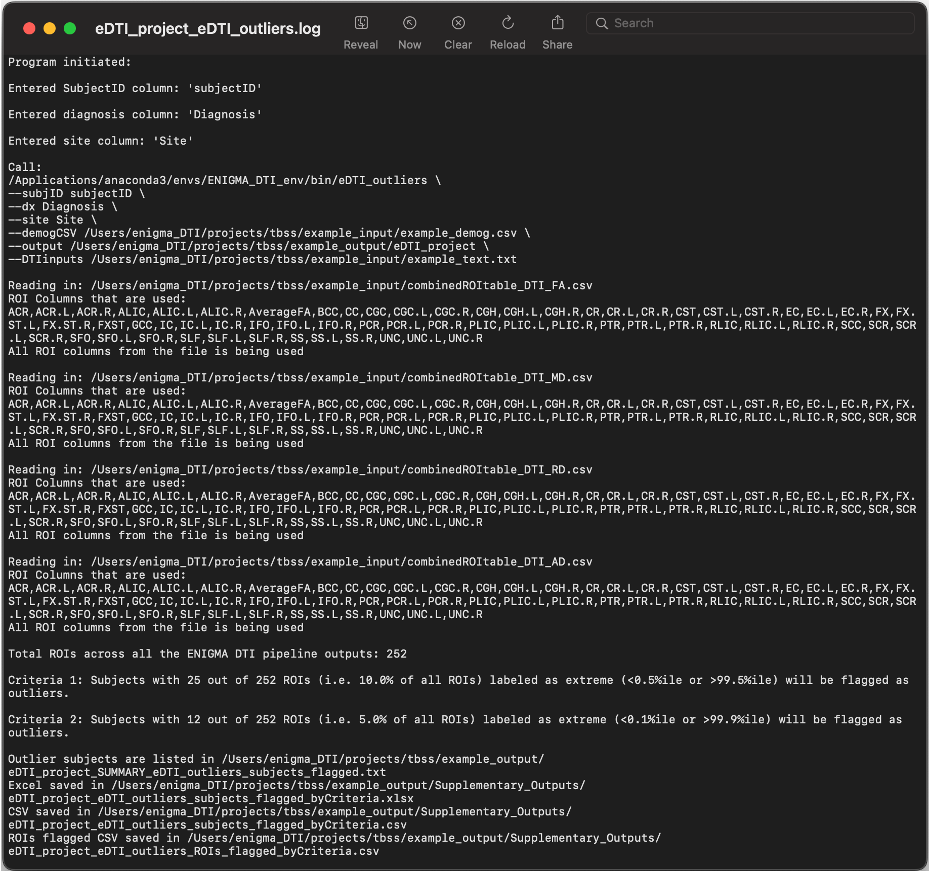 eDTI_project_eDTI_outliers.log
Reveal
Now
Clear
Reload
Share
Search
Program initiated:
Entered SubjectID column: 'subjectID'
Entered diagnosis column: 'Diagnosis'
Entered site column: 'Site'
Call:
/Applications/anaconda3/envs/ENIGMA_DTI_env/bin/eDTI_outliers \
--subjID subjectID \
--dx Diagnosis \
--site Site \
--demogCSV /Users/enigma_DTI/projects/tbss/example_input/example_demog.csv \
--output /Users/enigma_DTI/projects/tbss/example_output/eDTI_project \
--DTIinputs /Users/enigma_DTI/projects/tbss/example_input/example_text.txt
Reading in: /Users/enigma_DTI/projects/tbss/example_input/combinedROItable_DTI_FA.csv
ROI Columns that are used:
ACR,ACR.L,ACR.R,ALIC,ALIC.L,ALIC.R,AverageFA,BCC,CC,CGC,CGC.L,CGC.R,CGH,CGH.L,CGH.R,CR,CR.L,CR.R,CST,CST.L,CST.R,EC,EC.L,EC.R,FX,FX.
ST.L,FX.ST.R,FXST,GCC,IC,IC.L,IC.R,IFO,IFO.L,IFO.R,PCR,PCR.L,PCR.R,PLIC,PLIC.L,PLIC.R,PTR,PTR.L,PTR.R,RLIC,RLIC.L,RLIC.R,SCC,SCR,SCR
.L,SCR.R,SFO,SFO.L,SFO.R,SLF,SLF.L,SLF.R,SS,SS.L,SS.R,UNC,UNC.L,UNC.R
All ROI columns from the file is being used
Reading in: /Users/enigma_DTI/projects/tbss/example_input/combinedROItable_DTI_MD.csv
ROI Columns that are used:
ACR,ACR.L,ACR.R,ALIC,ALIC.L,ALIC.R,AverageFA,BCC,CC,CGC,CGC.L,CGC.R,CGH,CGH.L,CGH.R,CR,CR.L,CR.R,CST,CST.L,CST.R,EC,EC.L,EC.R,FX,FX.
ST.L,FX.ST.R,FXST,GCC,IC,IC.L,IC.R,IFO,IFO.L,IFO.R,PCR,PCR.L,PCR.R,PLIC,PLIC.L,PLIC.R,PTR,PTR.L,PTR.R,RLIC,RLIC.L,RLIC.R,SCC,SCR,SCR
.L,SCR.R,SFO,SFO.L,SFO.R,SLF,SLF.L,SLF.R,SS,SS.L,SS.R,UNC,UNC.L,UNC.R
All ROI columns from the file is being used
Reading in: /Users/enigma_DTI/projects/tbss/example_input/combinedROItable_DTI_RD.csv
ROI Columns that are used:
ACR,ACR.L,ACR.R,ALIC,ALIC.L,ALIC.R,AverageFA,BCC,CC,CGC,CGC.L,CGC.R,CGH,CGH.L,CGH.R,CR,CR.L,CR.R,CST,CST.L,CST.R,EC,EC.L,EC.R,FX,FX.
ST.L,FX.ST.R,FXST,GCC,IC,IC.L,IC.R,IFO,IFO.L,IFO.R,PCR,PCR.L,PCR.R,PLIC,PLIC.L,PLIC.R,PTR,PTR.L,PTR.R,RLIC,RLIC.L,RLIC.R,SCC,SCR,SCR
.L,SCR.R,SFO,SFO.L,SFO.R,SLF,SLF.L,SLF.R,SS,SS.L,SS.R,UNC,UNC.L,UNC.R
All ROI columns from the file is being used
Reading in: /Users/enigma_DTI/projects/tbss/example_input/combinedROItable_DTI_AD.csv
ROI Columns that are used:
ACR,ACR.L,ACR.R,ALIC,ALIC.L,ALIC.R,AverageFA,BCC,CC,CGC,CGC.L,CGC.R,CGH,CGH.L,CGH.R,CR,CR.L,CR.R,CST,CST.L,CST.R,EC,EC.L,EC.R,FX,FX.
ST.L,FX.ST.R,FXST,GCC,IC,IC.L,IC.R,IFO,IFO.L,IFO.R,PCR,PCR.L,PCR.R,PLIC,PLIC.L,PLIC.R,PTR,PTR.L,PTR.R,RLIC,RLIC.L,RLIC.R,SCC,SCR,SCR
.L,SCR.R,SFO,SFO.L,SFO.R,SLF,SLF.L,SLF.R,SS,SS.L,SS.R,UNC,UNC.L,UNC.R
All ROI columns from the file is being used
Total ROIs across all the ENIGMA DTI pipeline outputs: 252
Criteria 1: Subjects with 25 out of 252 ROIs (i.e. 10.0% of all ROIs) labeled as extreme (<0.5%ile or >99.5%ile) will be flagged as
outliers.
Criteria 2: Subjects with 12 out of 252 ROIs (i.e. 5.0% of all ROIs) labeled as extreme (<0.1%ile or >99.9%ile) will be flagged as
outliers.
Outlier subjects are listed in /Users/enigma_DTI/projects/tbss/example_output/
eDTI_project_SUMMARY_eDTI_outliers_subjects_flagged.txt
Excel saved in /Users/enigma_DTI/projects/tbss/example_output/Supplementary_Outputs/
eDTI_project_eDTI_outliers_subjects_flagged_byCriteria.xlsx
CSV saved in /Users/enigma_DTI/projects/tbss/example_output/Supplementary_Outputs/
eDTI_project_eDTI_outliers_subjects_flagged_byCriteria.csv
ROIs flagged CSV saved in /Users/enigma_DTI/projects/tbss/example_output/Supplementary_Outputs/
eDTI_project_eDTI_outliers_ROIs_flagged_byCriteria.csv